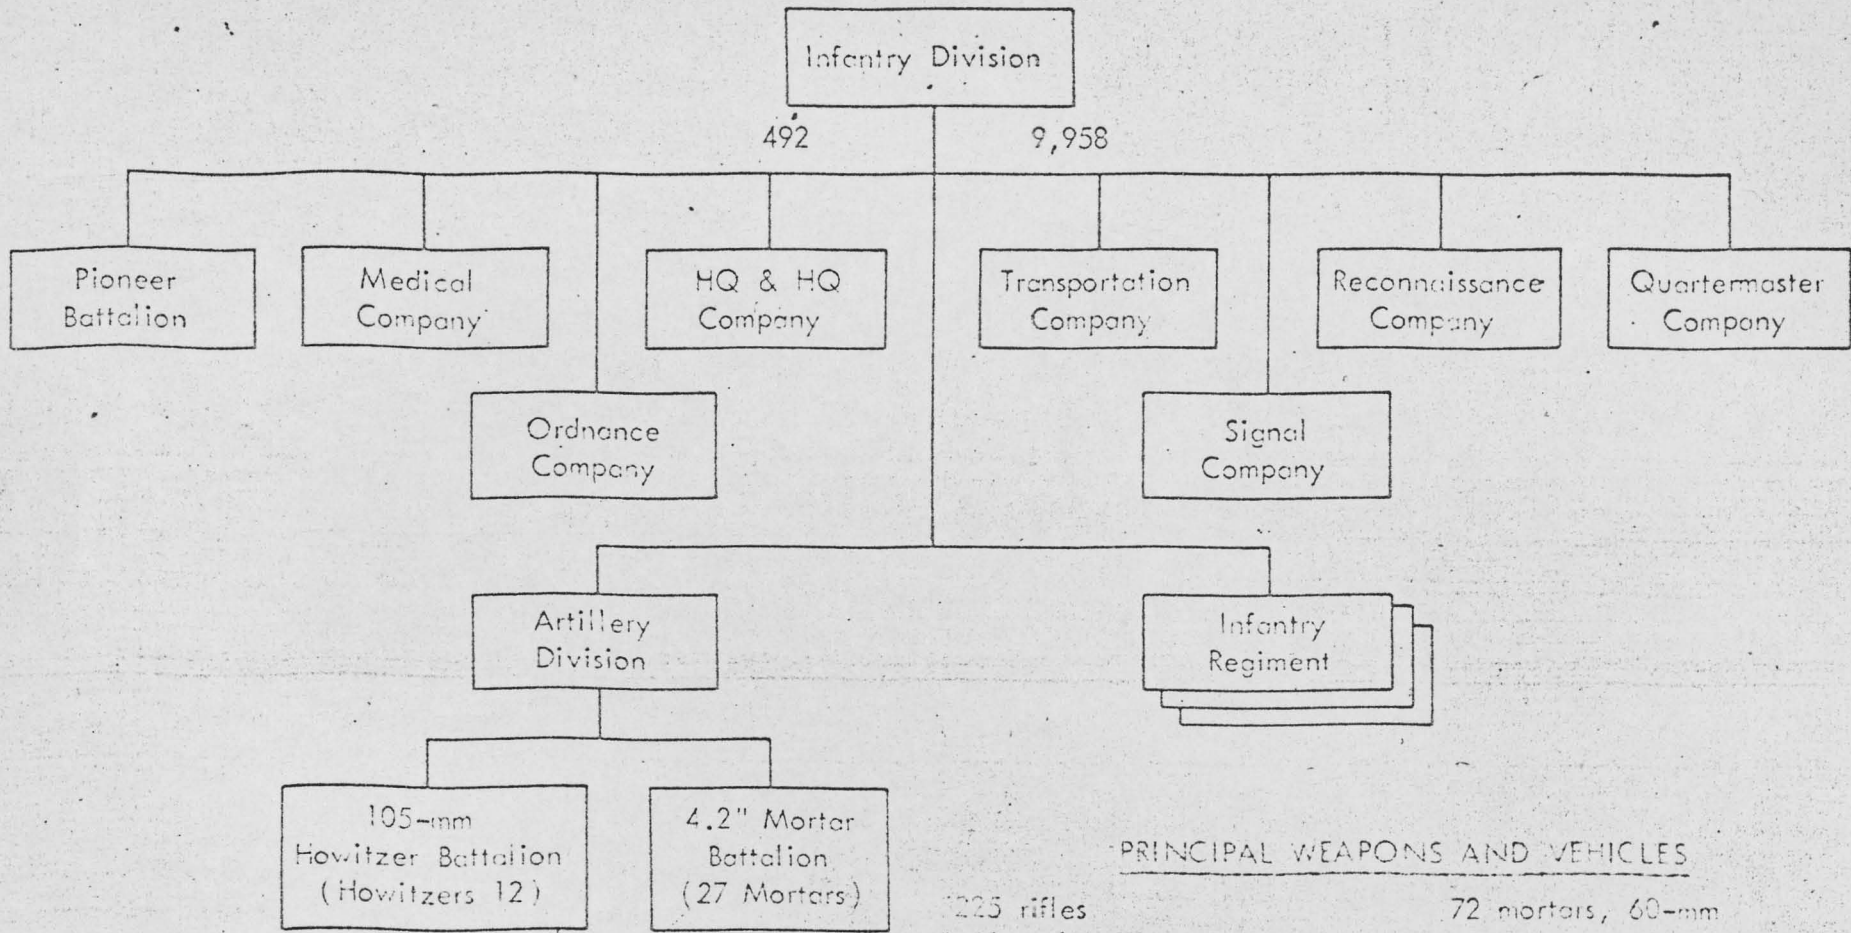 Infantry Division
492 9,958
Pioneer
Battalion
Medical
Company
HQ & HQ
Company
Transportation
Company
Reconnaissance
Company
Quartermaster
Company
Ordnance
Company
Signal
Company
Artillery
Division
Infantry
Regiment
105-mm
Howitzer Battalion
(Howitzers 12)
4.2" Mortar
Battalion
(27 Mortars)
PRINCIPAL WEAPONS AND VEHICLES
rifles
72 mortars, 60-mm